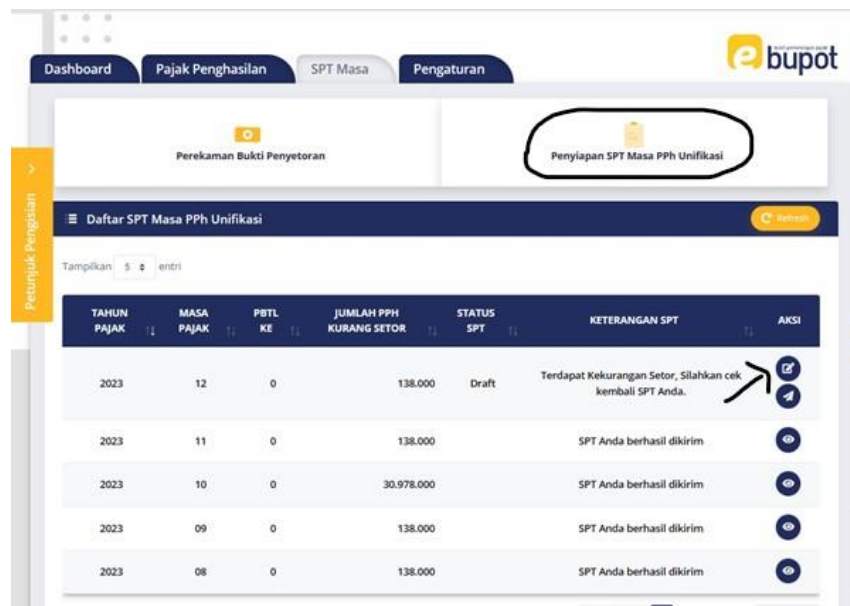 bukti pemotongan pajak
e bupot
Dashboard Pajak Penghasilan SPT Masa Pengaturan
Perekaman Bukti Penyetoran Penyiapan SPT Masa PPh Unifikasi
Petunjuk Pengisian
Daftar SPT Masa PPh Unifikasi Refresh
Tampilkan 5 entri
TAHUN PAJAK MASA PAJAK PBTL KE JUMLAH PPH KURANG SETOR STATUS SPT KETERANGAN SPT AKSI
2023 12 0 138.000 Draft Terdapat Kekurangan Setor, Silahkan cek
kembali SPT Anda.
2023 11 0 138.000 SPT Anda berhasil dikirim
2023 10 0 30.978.000 SPT Anda berhasil dikirim
2023 09 0 138.000 SPT Anda berhasil dikirim
2023 08 0 138.000 SPT Anda berhasil dikirim